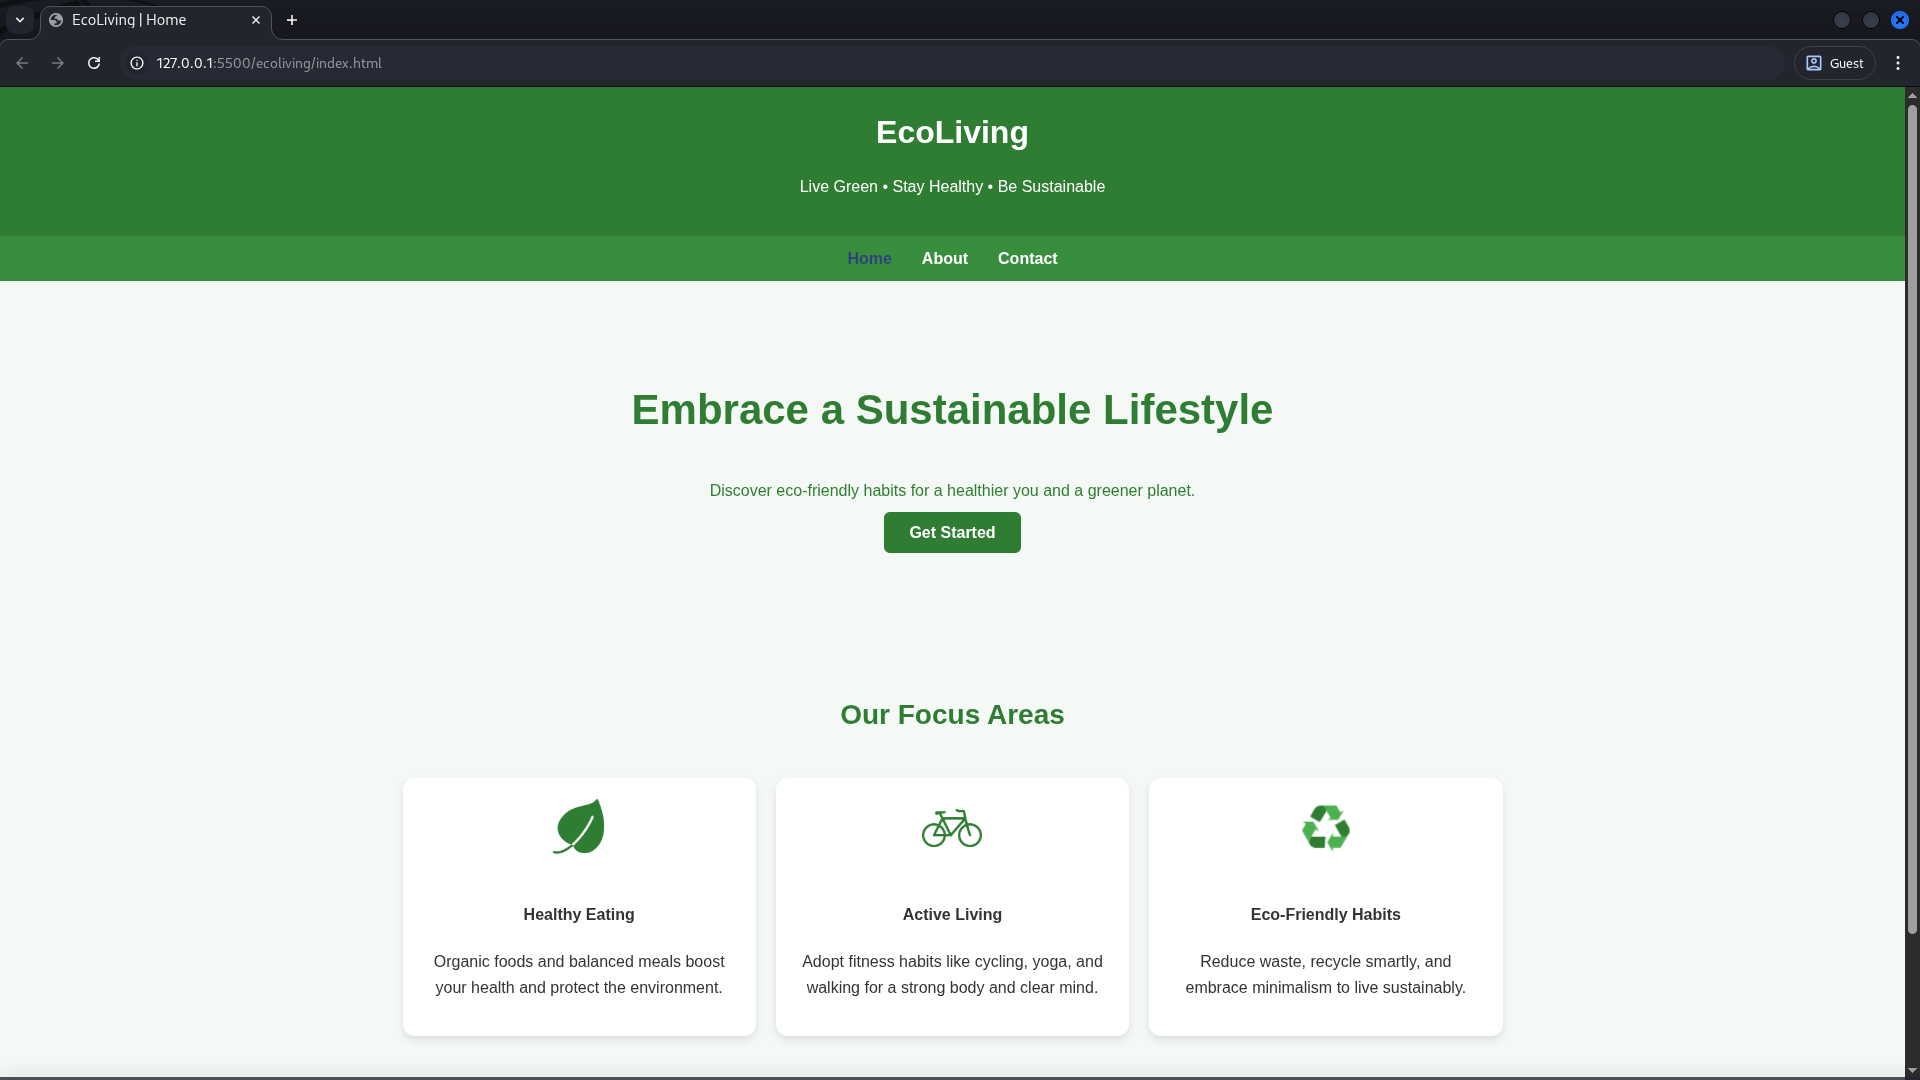 EcoLiving | Home
127.0.0.1:5500/ecoliving/index.html
Guest
EcoLiving
Live Green • Stay Healthy • Be Sustainable
Home About Contact
Embrace a Sustainable Lifestyle
Discover eco-friendly habits for a healthier you and a greener planet.
Get Started
Our Focus Areas
Healthy Eating
Organic foods and balanced meals boost
your health and protect the environment.
Active Living
Adopt fitness habits like cycling, yoga, and
walking for a strong body and clear mind.
Eco-Friendly Habits
Reduce waste, recycle smartly, and
embrace minimalism to live sustainably.